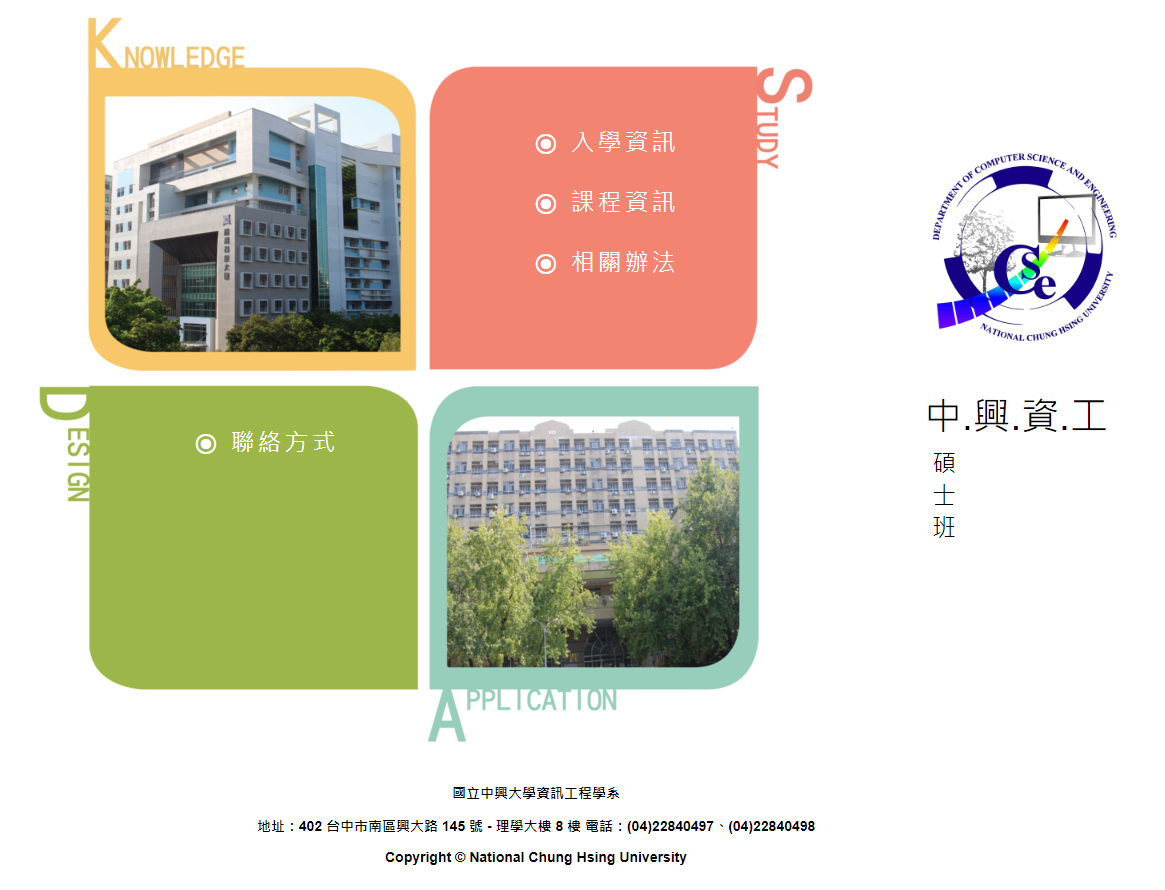 KNOWLEDGE
STUDY
入學資訊
課程資訊
相關辦法
DEPARTMENT OF COMPUTER SCIENCE AND ENGINEERING
CSe
NATIONAL CHUNG HSING UNIVERSITY
中.興.資.工
碩
士
班
DESIGN
聯絡方式
APPLICATION
國立中興大學資訊工程學系
地址：402 台中市南區興大路 145 號 - 理學大樓 8 樓 電話：(04)22840497、(04)22840498
Copyright © National Chung Hsing University